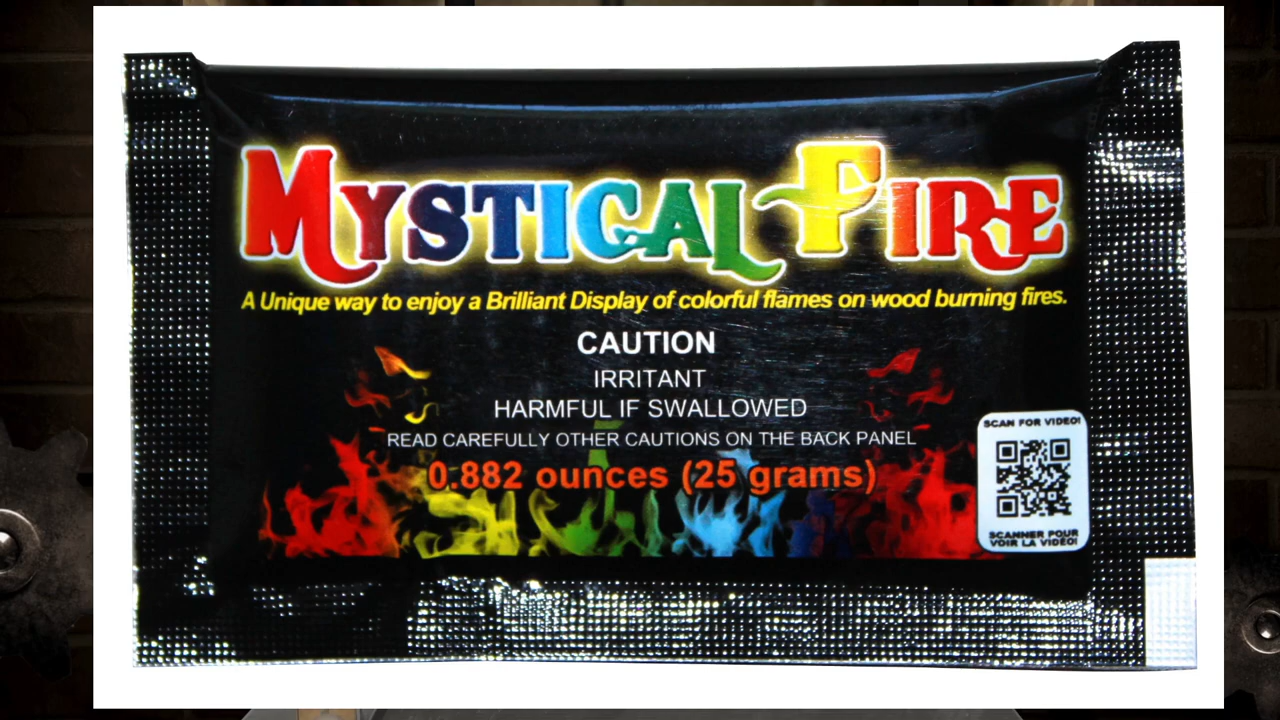 MYSTICAL FIRE
A Unique way to enjoy a Brilliant Display of colorful flames on wood burning fires.
CAUTION
IRRITANT
HARMFUL IF SWALLOWED
READ CAREFULLY OTHER CAUTIONS ON THE BACK PANEL
0.882 ounces (25 grams)
SCAN FOR VIDEO!
SCANNER POUR
VOIR LA VIDÉO!